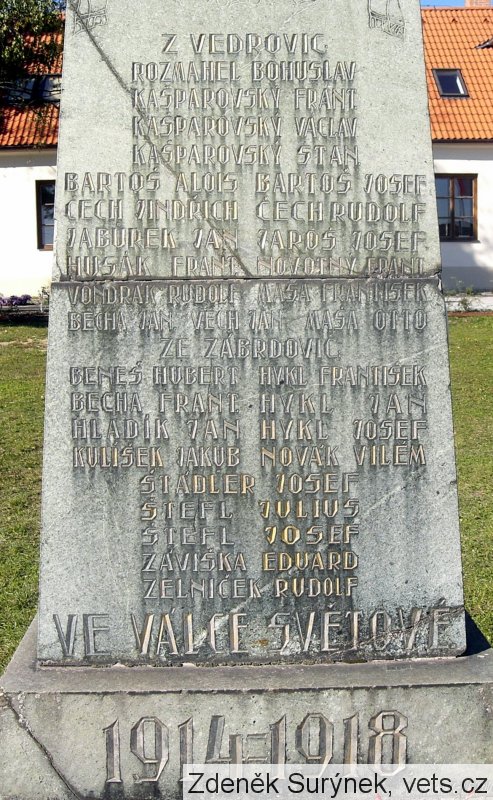 Z VEDROVIC
ROZMAHEL BOHUSLAV
KAŠPAROVSKÝ FRANT
KAŠPAROVSKÝ VÁCLAV
KAŠPAROVSKÝ STAN
BARTOŠ ALOIS BARTOŠ JOSEF
ČECH JINDŘICH ČECH RUDOLF
JABŮREK JAN JAROŠ JOSEF
HUSÁK FRANT NOVOTNÝ FRANT
VONDRÁK RUDOLF MÁŠA FRANTIŠEK
BECHA JAN VECH JAN MÁŠA OTTO
ZE ZÁBRDOVIC
BENEŠ HUBERT HYKL FRANTIŠEK
BECHA FRANT HYKL JAN
HLADÍK JAN HYKL JOSEF
KULÍŠEK JAKUB NOVÁK VILÉM
ŠTÁDLER JOSEF
ŠTEFL JULIUS
ŠTEFL JOSEF
ZÁVIŠKA EDUARD
ZELNÍČEK RUDOLF
VE VÁLCE SVĚTOVÉ
1914-1918
Zdeněk Surýnek, vets.cz